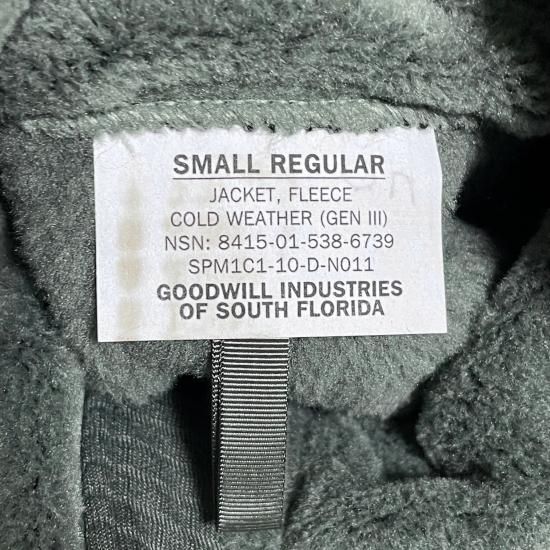 SMALL REGULAR
JACKET, FLEECE
COLD WEATHER (GEN III)
NSN: 8415-01-538-6739
SPM1C1-10-D-N011
GOODWILL INDUSTRIES
OF SOUTH FLORIDA